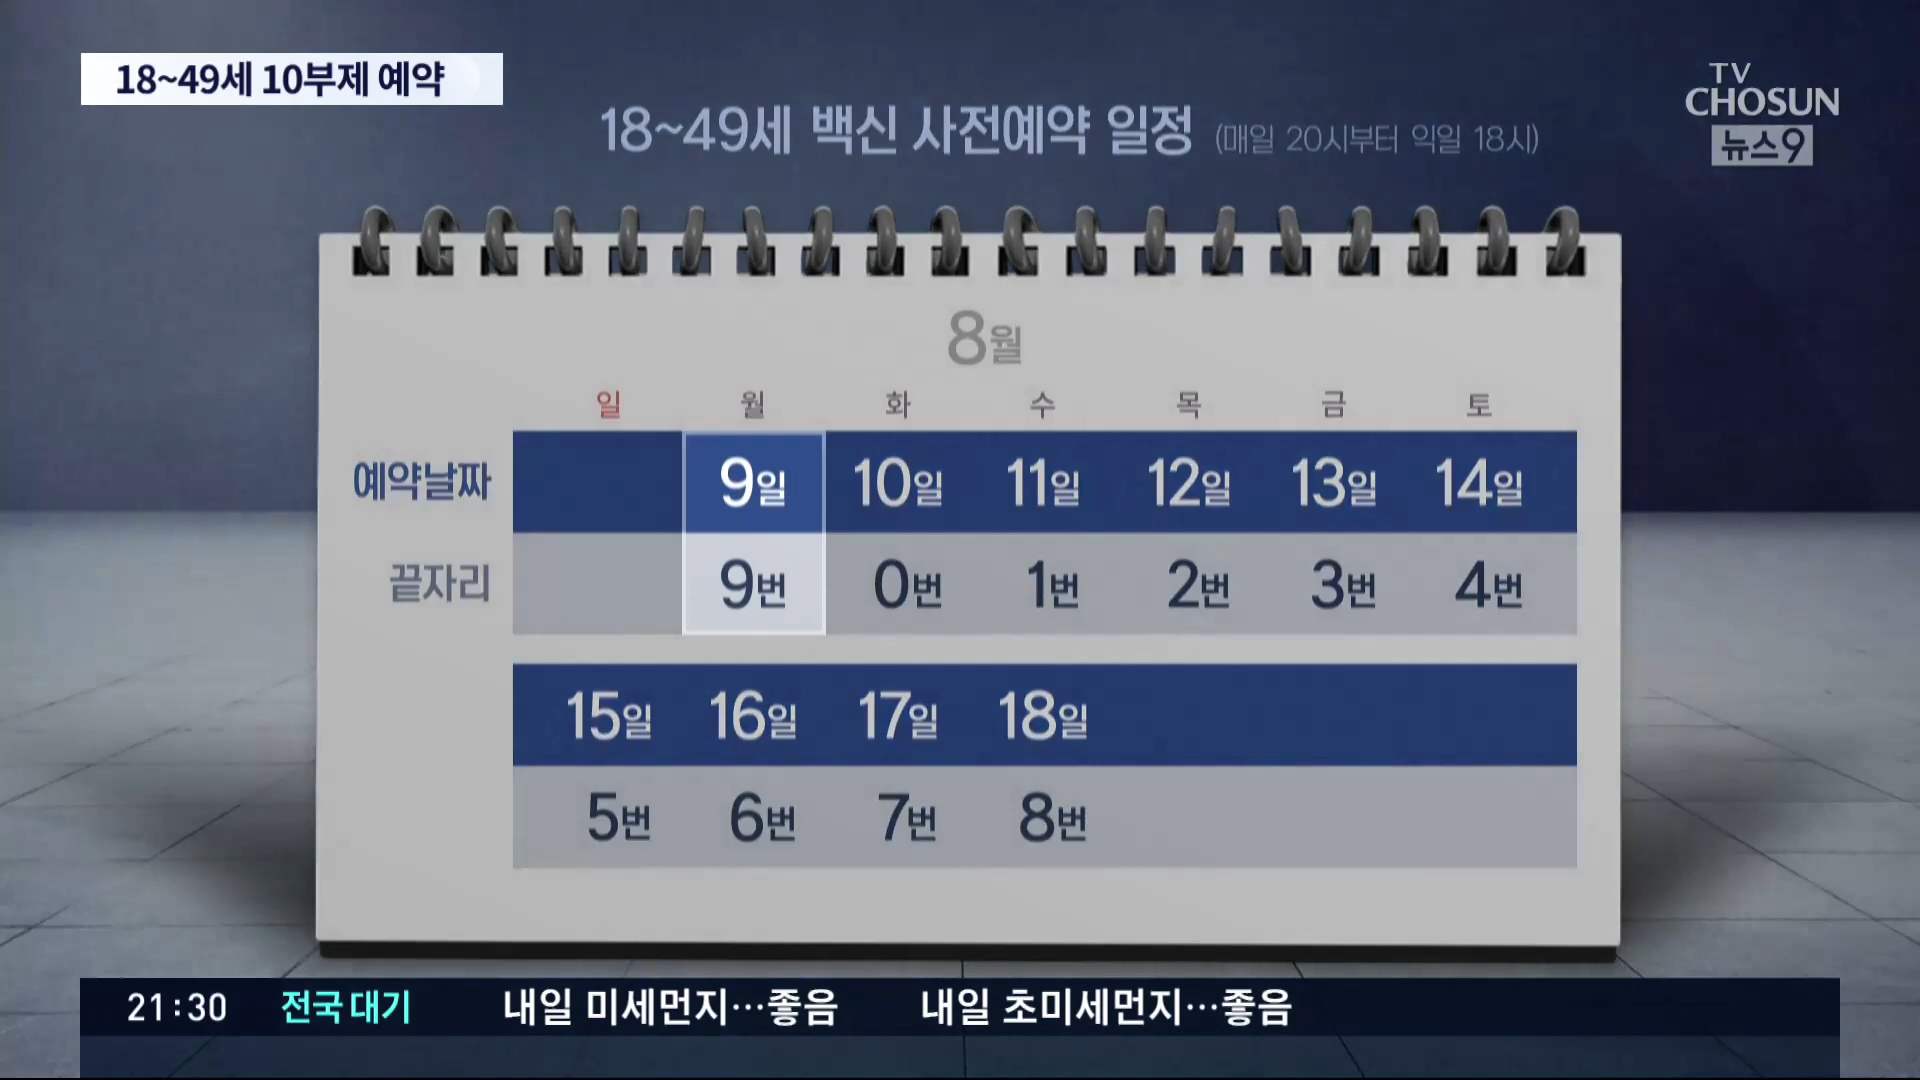 18~49세 10부제 예약
TV
CHOSUN
뉴스9
18~49세 백신 사전예약 일정 (매일 20시부터 익일 18시)
8월
일 월 화 수 목 금 토
예약날짜 9일 10일 11일 12일 13일 14일
끝자리 9번 0번 1번 2번 3번 4번
15일 16일 17일 18일
5번 6번 7번 8번
21:30 전국 대기 내일 미세먼지…좋음 내일 초미세먼지…좋음